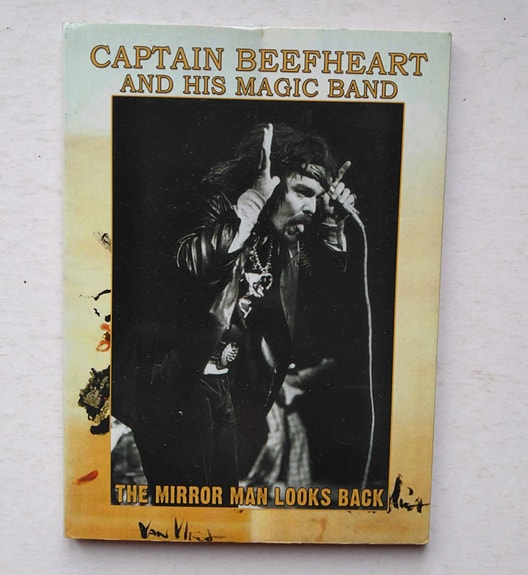 CAPTAIN BEEFHEART
AND HIS MAGIC BAND
THE MIRROR MAN LOOKS BACK
VAN Vliet